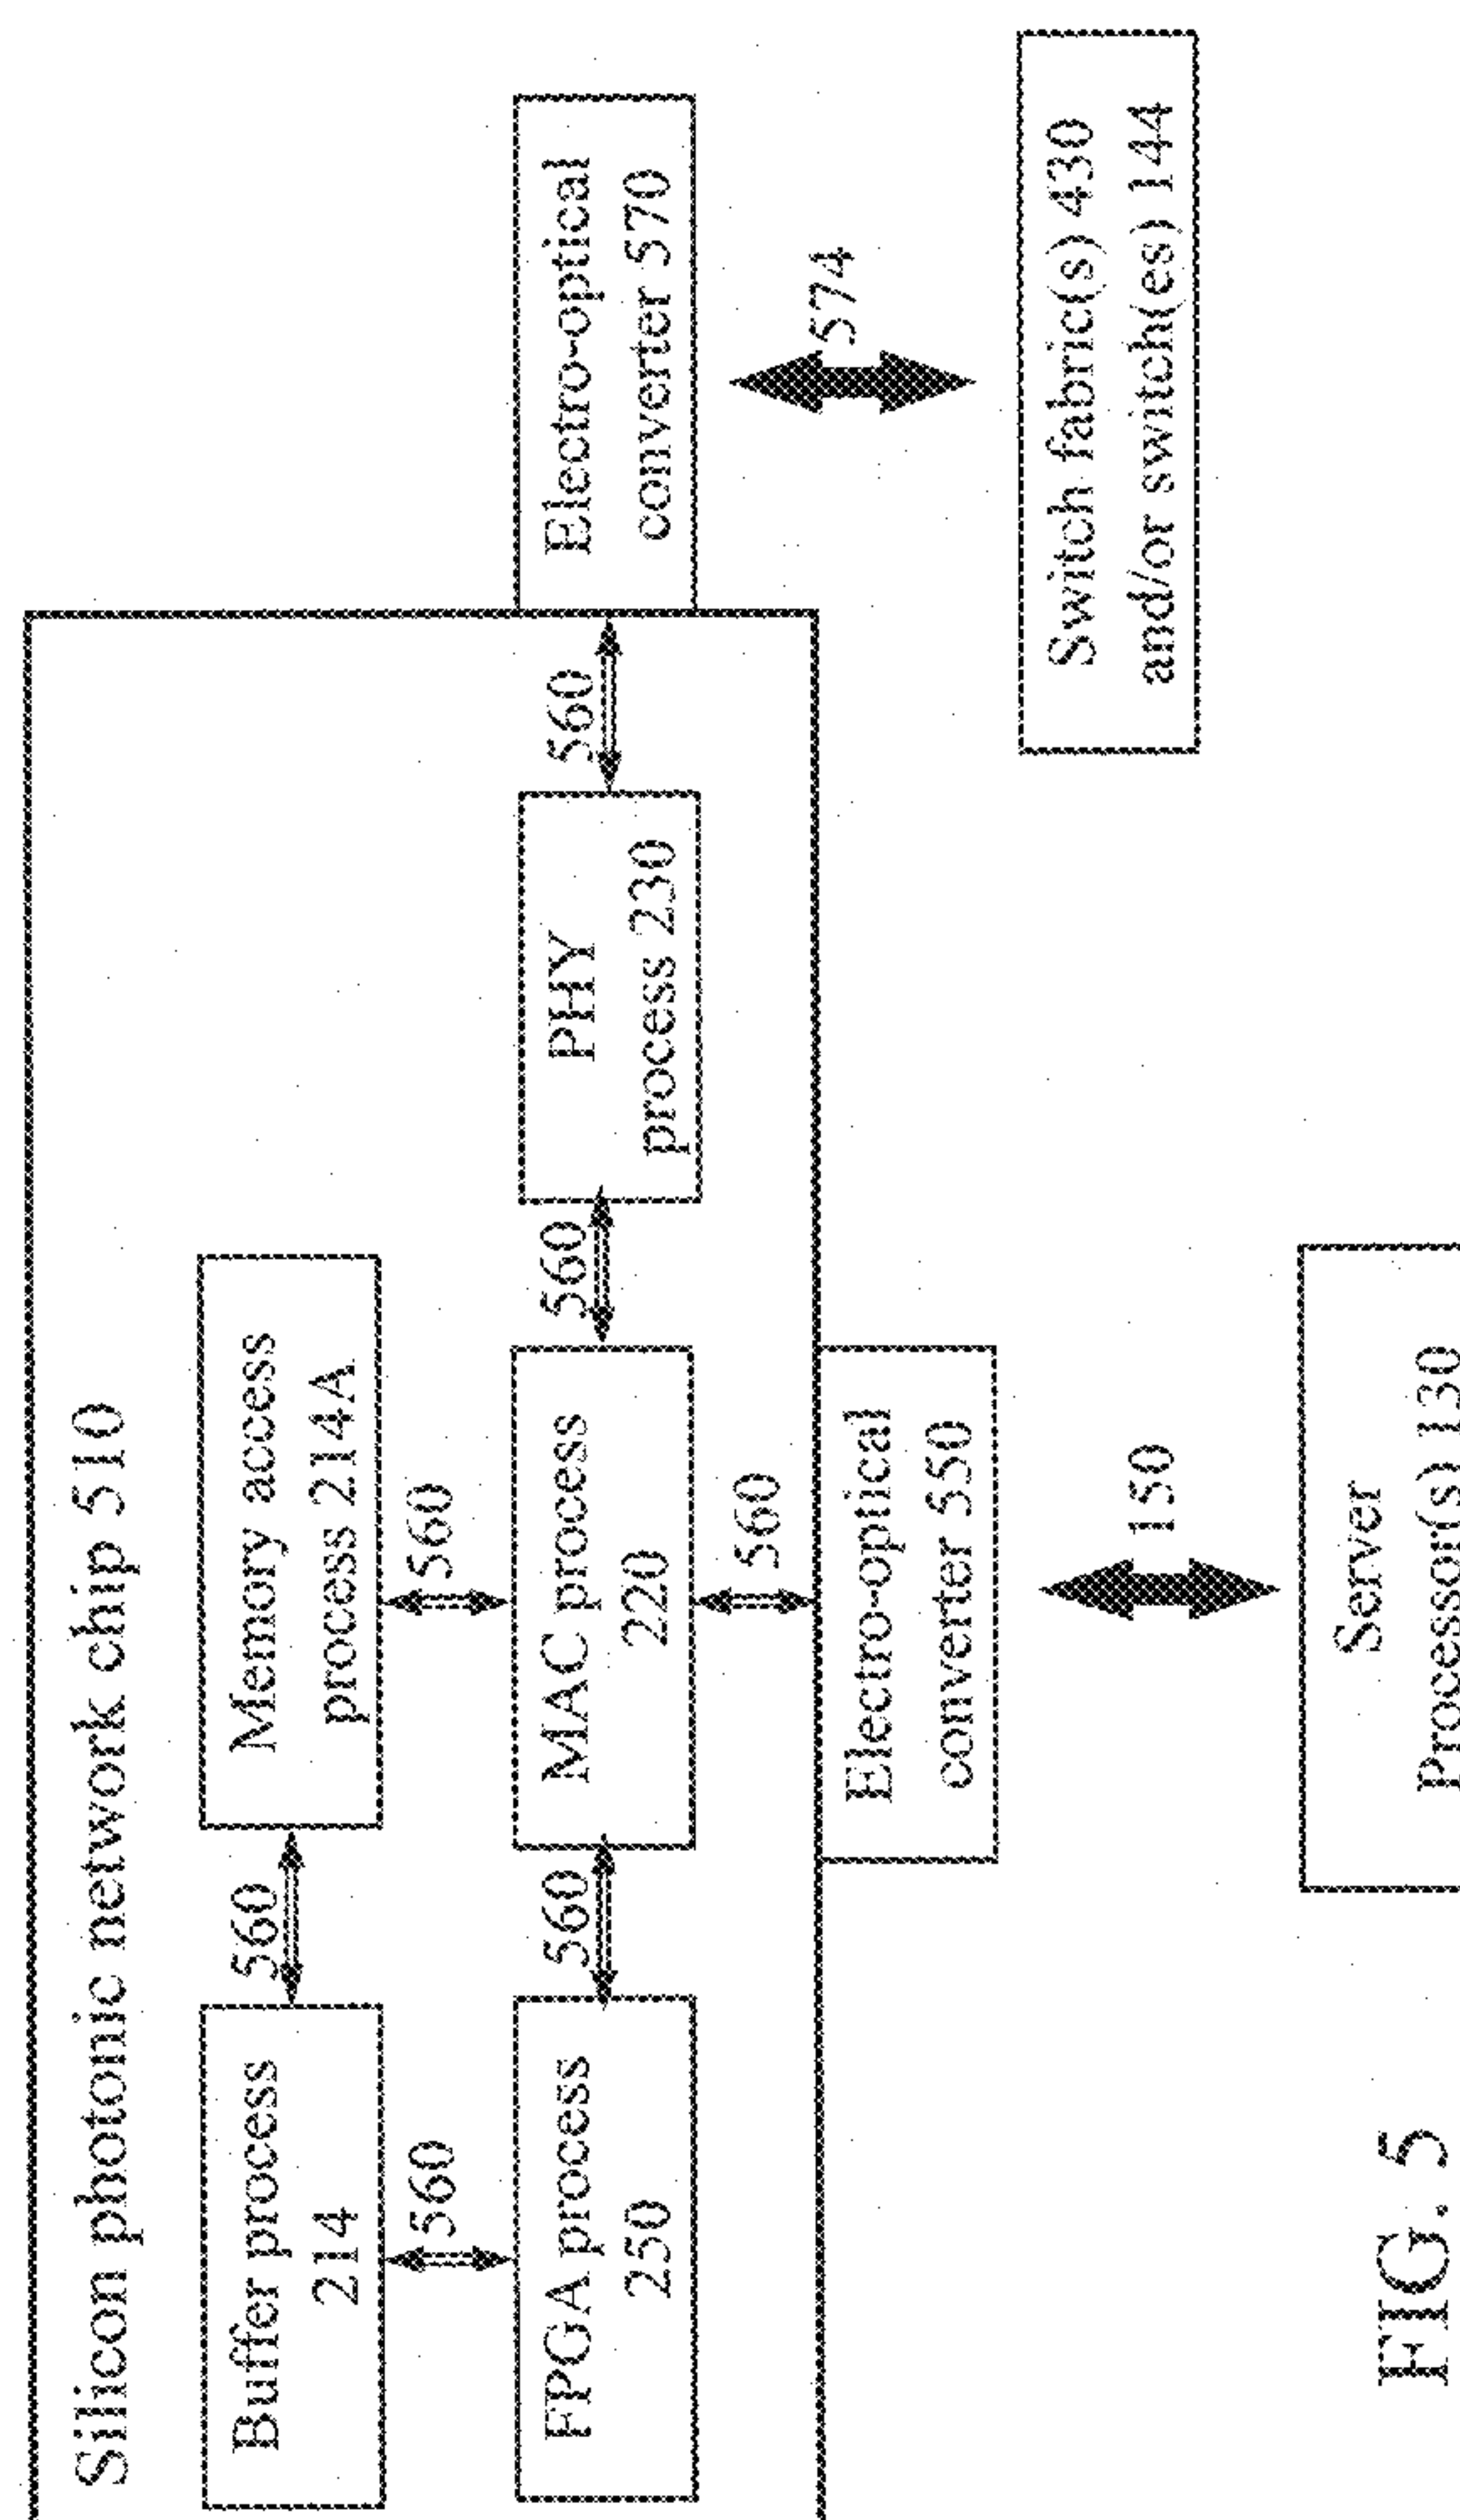 Silicon photonic network chip 510
Buffer process
214
560
Memory access
process 214A
560
560
FPGA process
250
560
MAC process
220
560
PHY
process 230
560
Electro-optical
converter 570
560
574
Electro-optical
converter 550
Switch fabric(s) 430
and/or switch(es) 144
150
Server
Processor(s) 130
FIG. 5